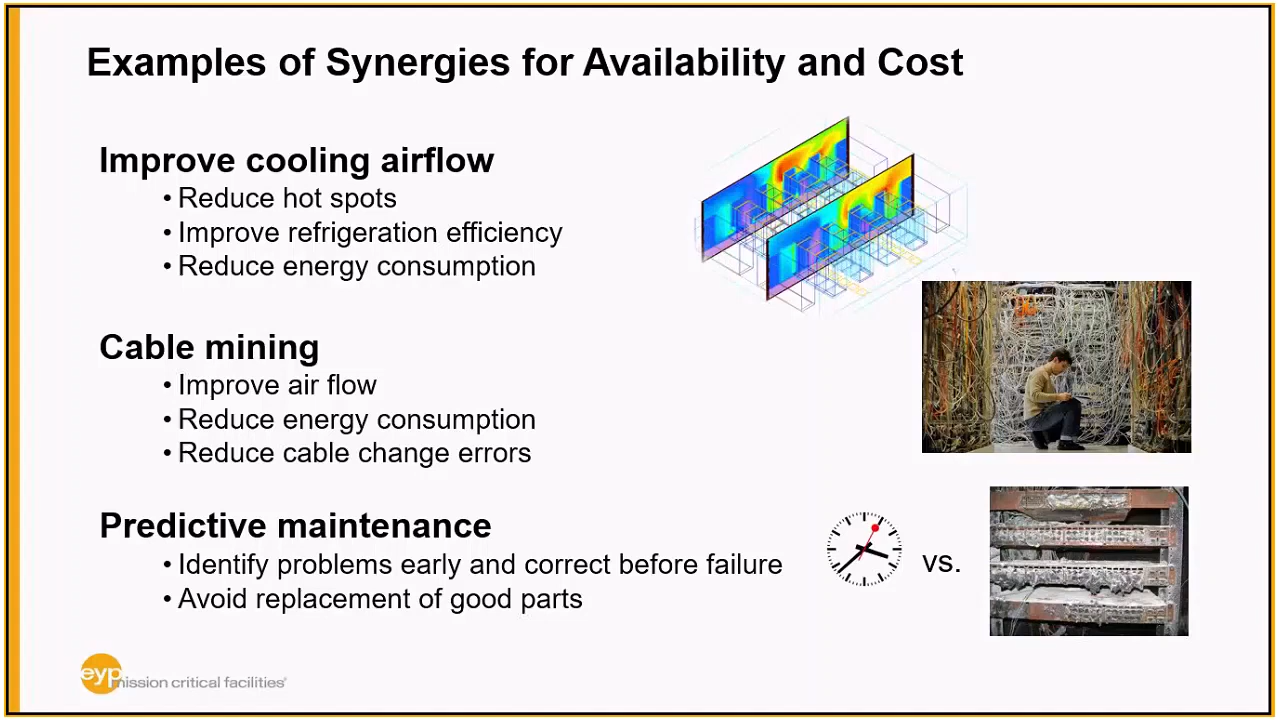 Examples of Synergies for Availability and Cost
Improve cooling airflow
• Reduce hot spots
• Improve refrigeration efficiency
• Reduce energy consumption
Cable mining
• Improve air flow
• Reduce energy consumption
• Reduce cable change errors
Predictive maintenance
• Identify problems early and correct before failure
• Avoid replacement of good parts
vs.
eyp mission critical facilities